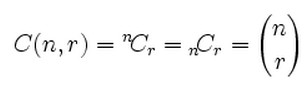 C(n, r) = ⁿCᵣ = ₙCᵣ = (n r)